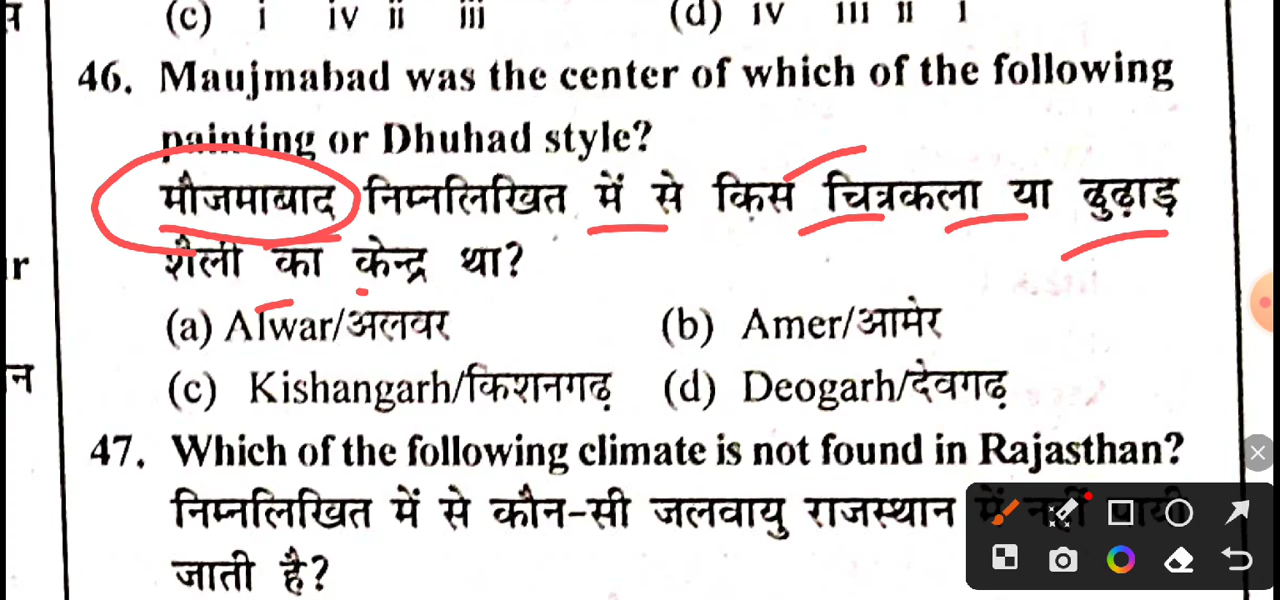 (c) i iv ii iii (d) iv iii ii i
46. Maujmabad was the center of which of the following
painting or Dhuhad style?
मौजमाबाद निम्नलिखित में से किस चित्रकला या ढुढ़ाड़
शैली का केन्द्र था?
r
(a) Alwar/अलवर (b) Amer/आमेर
न (c) Kishangarh/किशनगढ़ (d) Deogarh/देवगढ़
47. Which of the following climate is not found in Rajasthan?
निम्नलिखित में से कौन-सी जलवायु राजस्थान में नहीं पायी
जाती है?